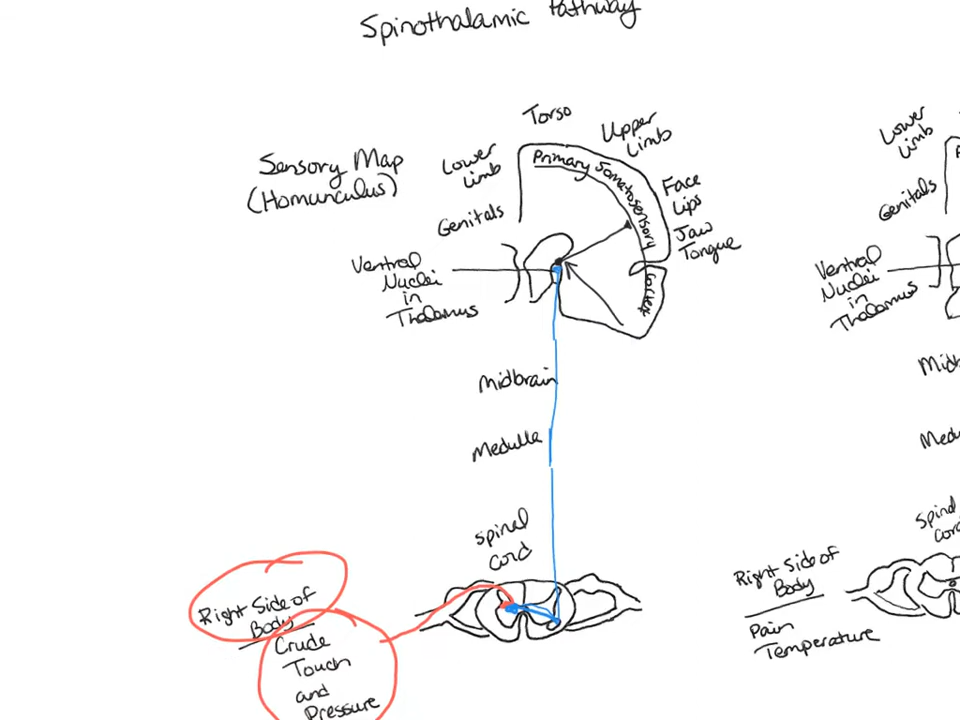 Spinothalamic Pathway
Torso
Upper
Limb
Lower
Limb
Sensory Map
(Homunculus)
Primary Somatosensory
Cortex
Face
Lips
Jaw
Tongue
Genitals
Ventral
Nuclei
in
Thalamus
Midbrain
Medulla
Spinal
Cord
Right Side of
Body
Crude
Touch
and
Pressure
Lower
Limb
Genitals
Ventral
Nuclei
in
Thalamus
Right Side of
Body
Pain
Temperature